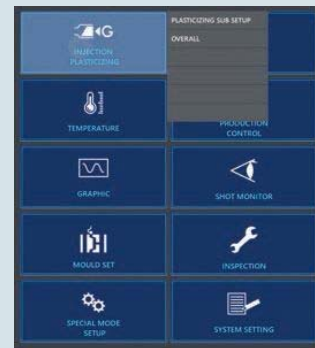 G
INJECTION
PLASTICIZING
PLASTICIZING SUB SETUP
OVERALL
TEMPERATURE
PRODUCTION
CONTROL
GRAPHIC
SHOT MONITOR
MOULD SET
INSPECTION
SPECIAL MODE
SETUP
SYSTEM SETTING